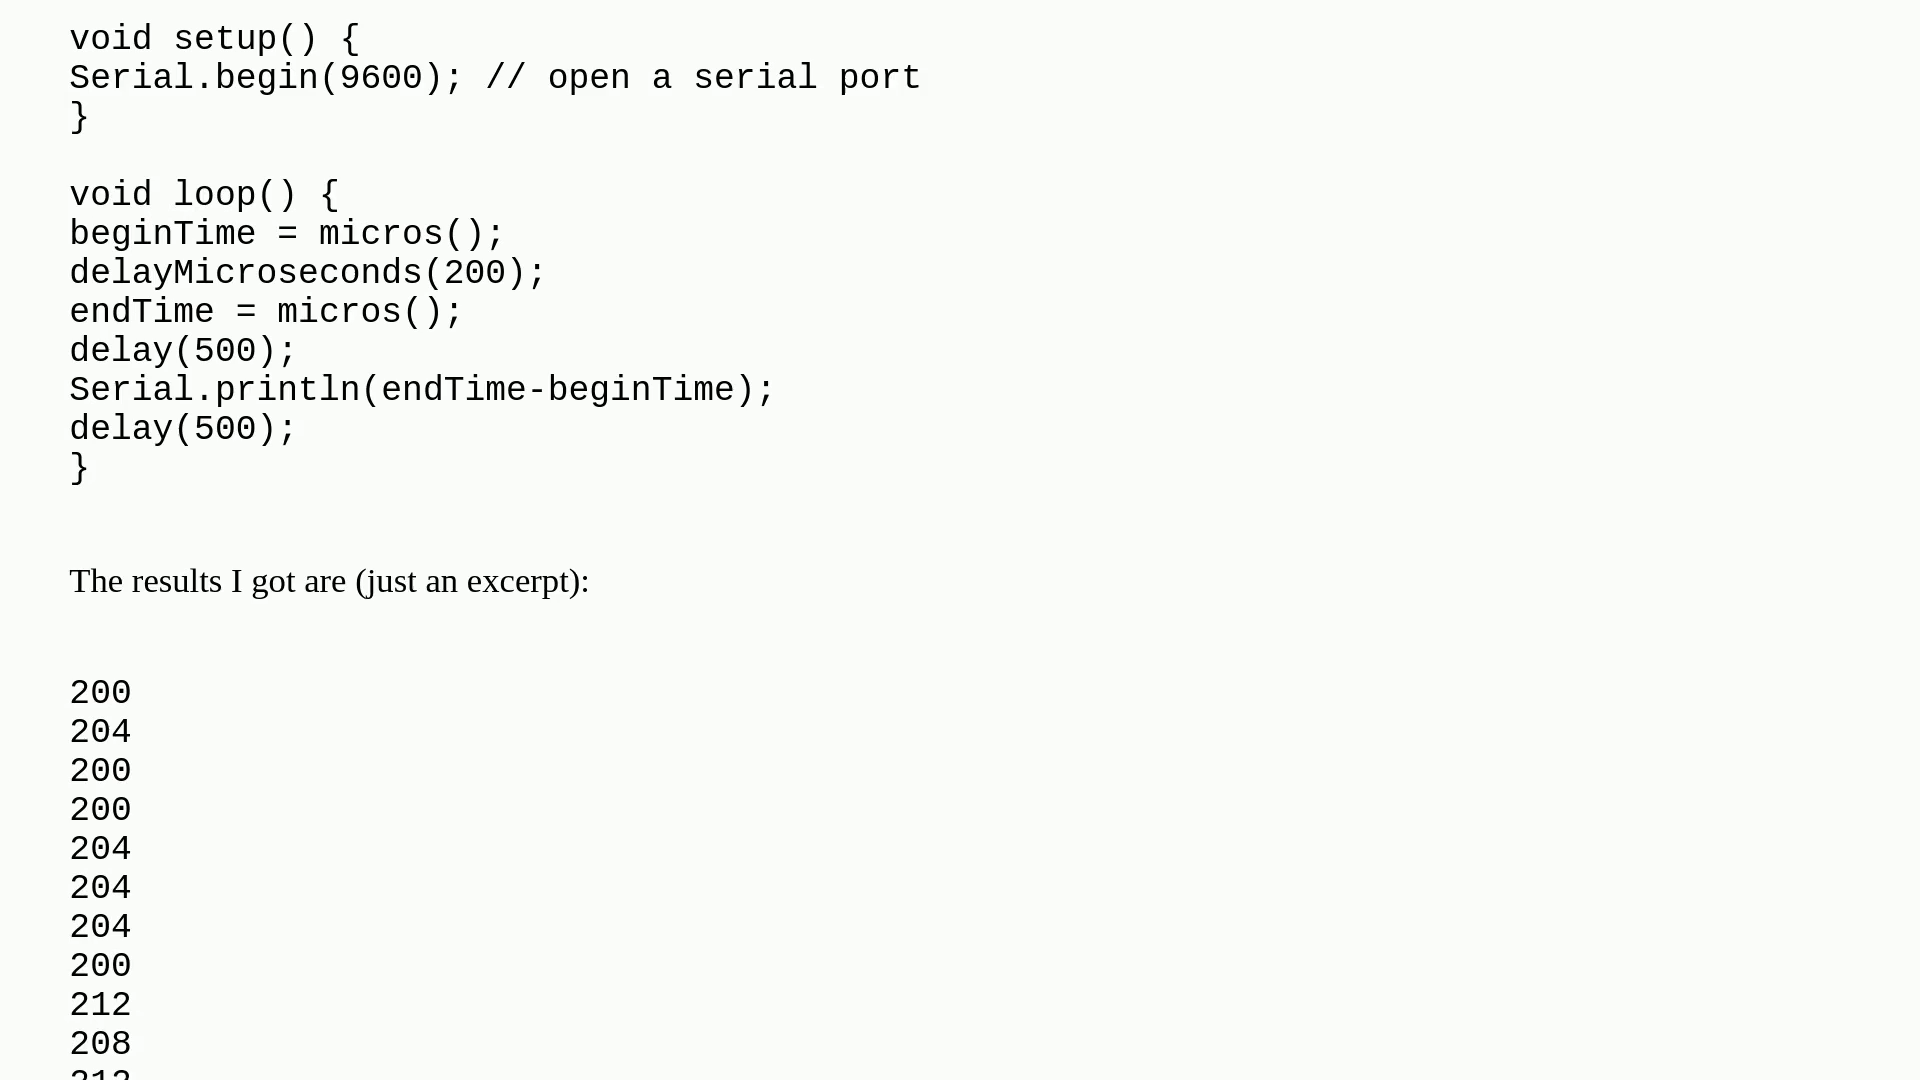 void setup() {
Serial.begin(9600); // open a serial port
}
void loop() {
beginTime = micros();
delayMicroseconds(200);
endTime = micros();
delay(500);
Serial.println(endTime-beginTime);
delay(500);
}
The results I got are (just an excerpt):
200
204
200
200
204
204
204
200
212
208
212